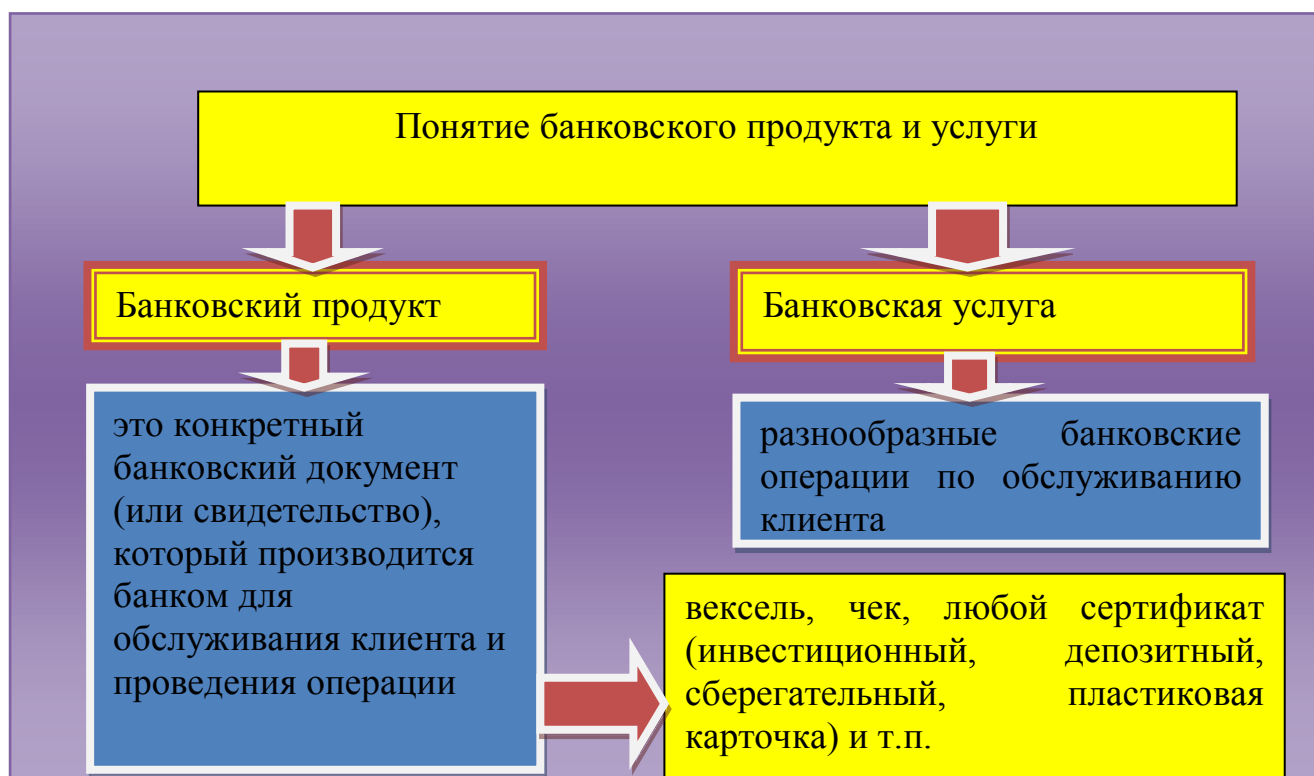 Понятие банковского продукта и услуги
Банковский продукт
Банковская услуга
это конкретный
банковский документ
(или свидетельство),
который производится
банком для
обслуживания клиента и
проведения операции
разнообразные банковские
операции по обслуживанию
клиента
вексель, чек, любой сертификат
(инвестиционный, депозитный,
сберегательный, пластиковая
карточка) и т.п.